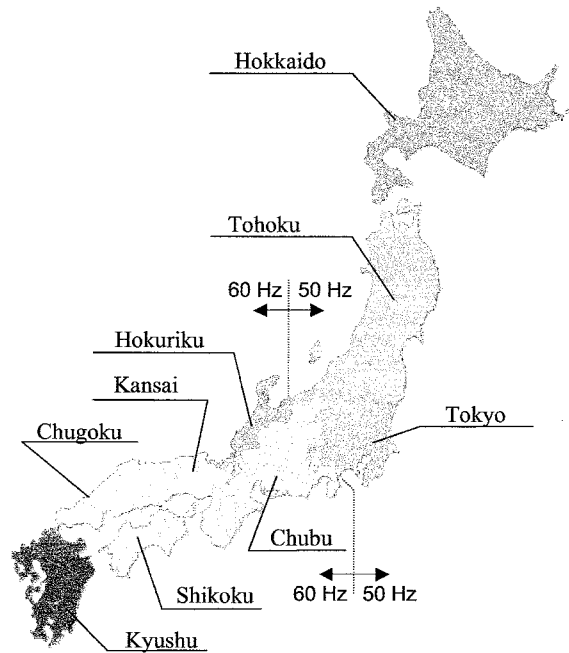 Hokkaido
Tohoku
60 Hz 50 Hz
Hokuriku
Kansai
Tokyo
Chugoku
Chubu
Shikoku
60 Hz 50 Hz
Kyushu